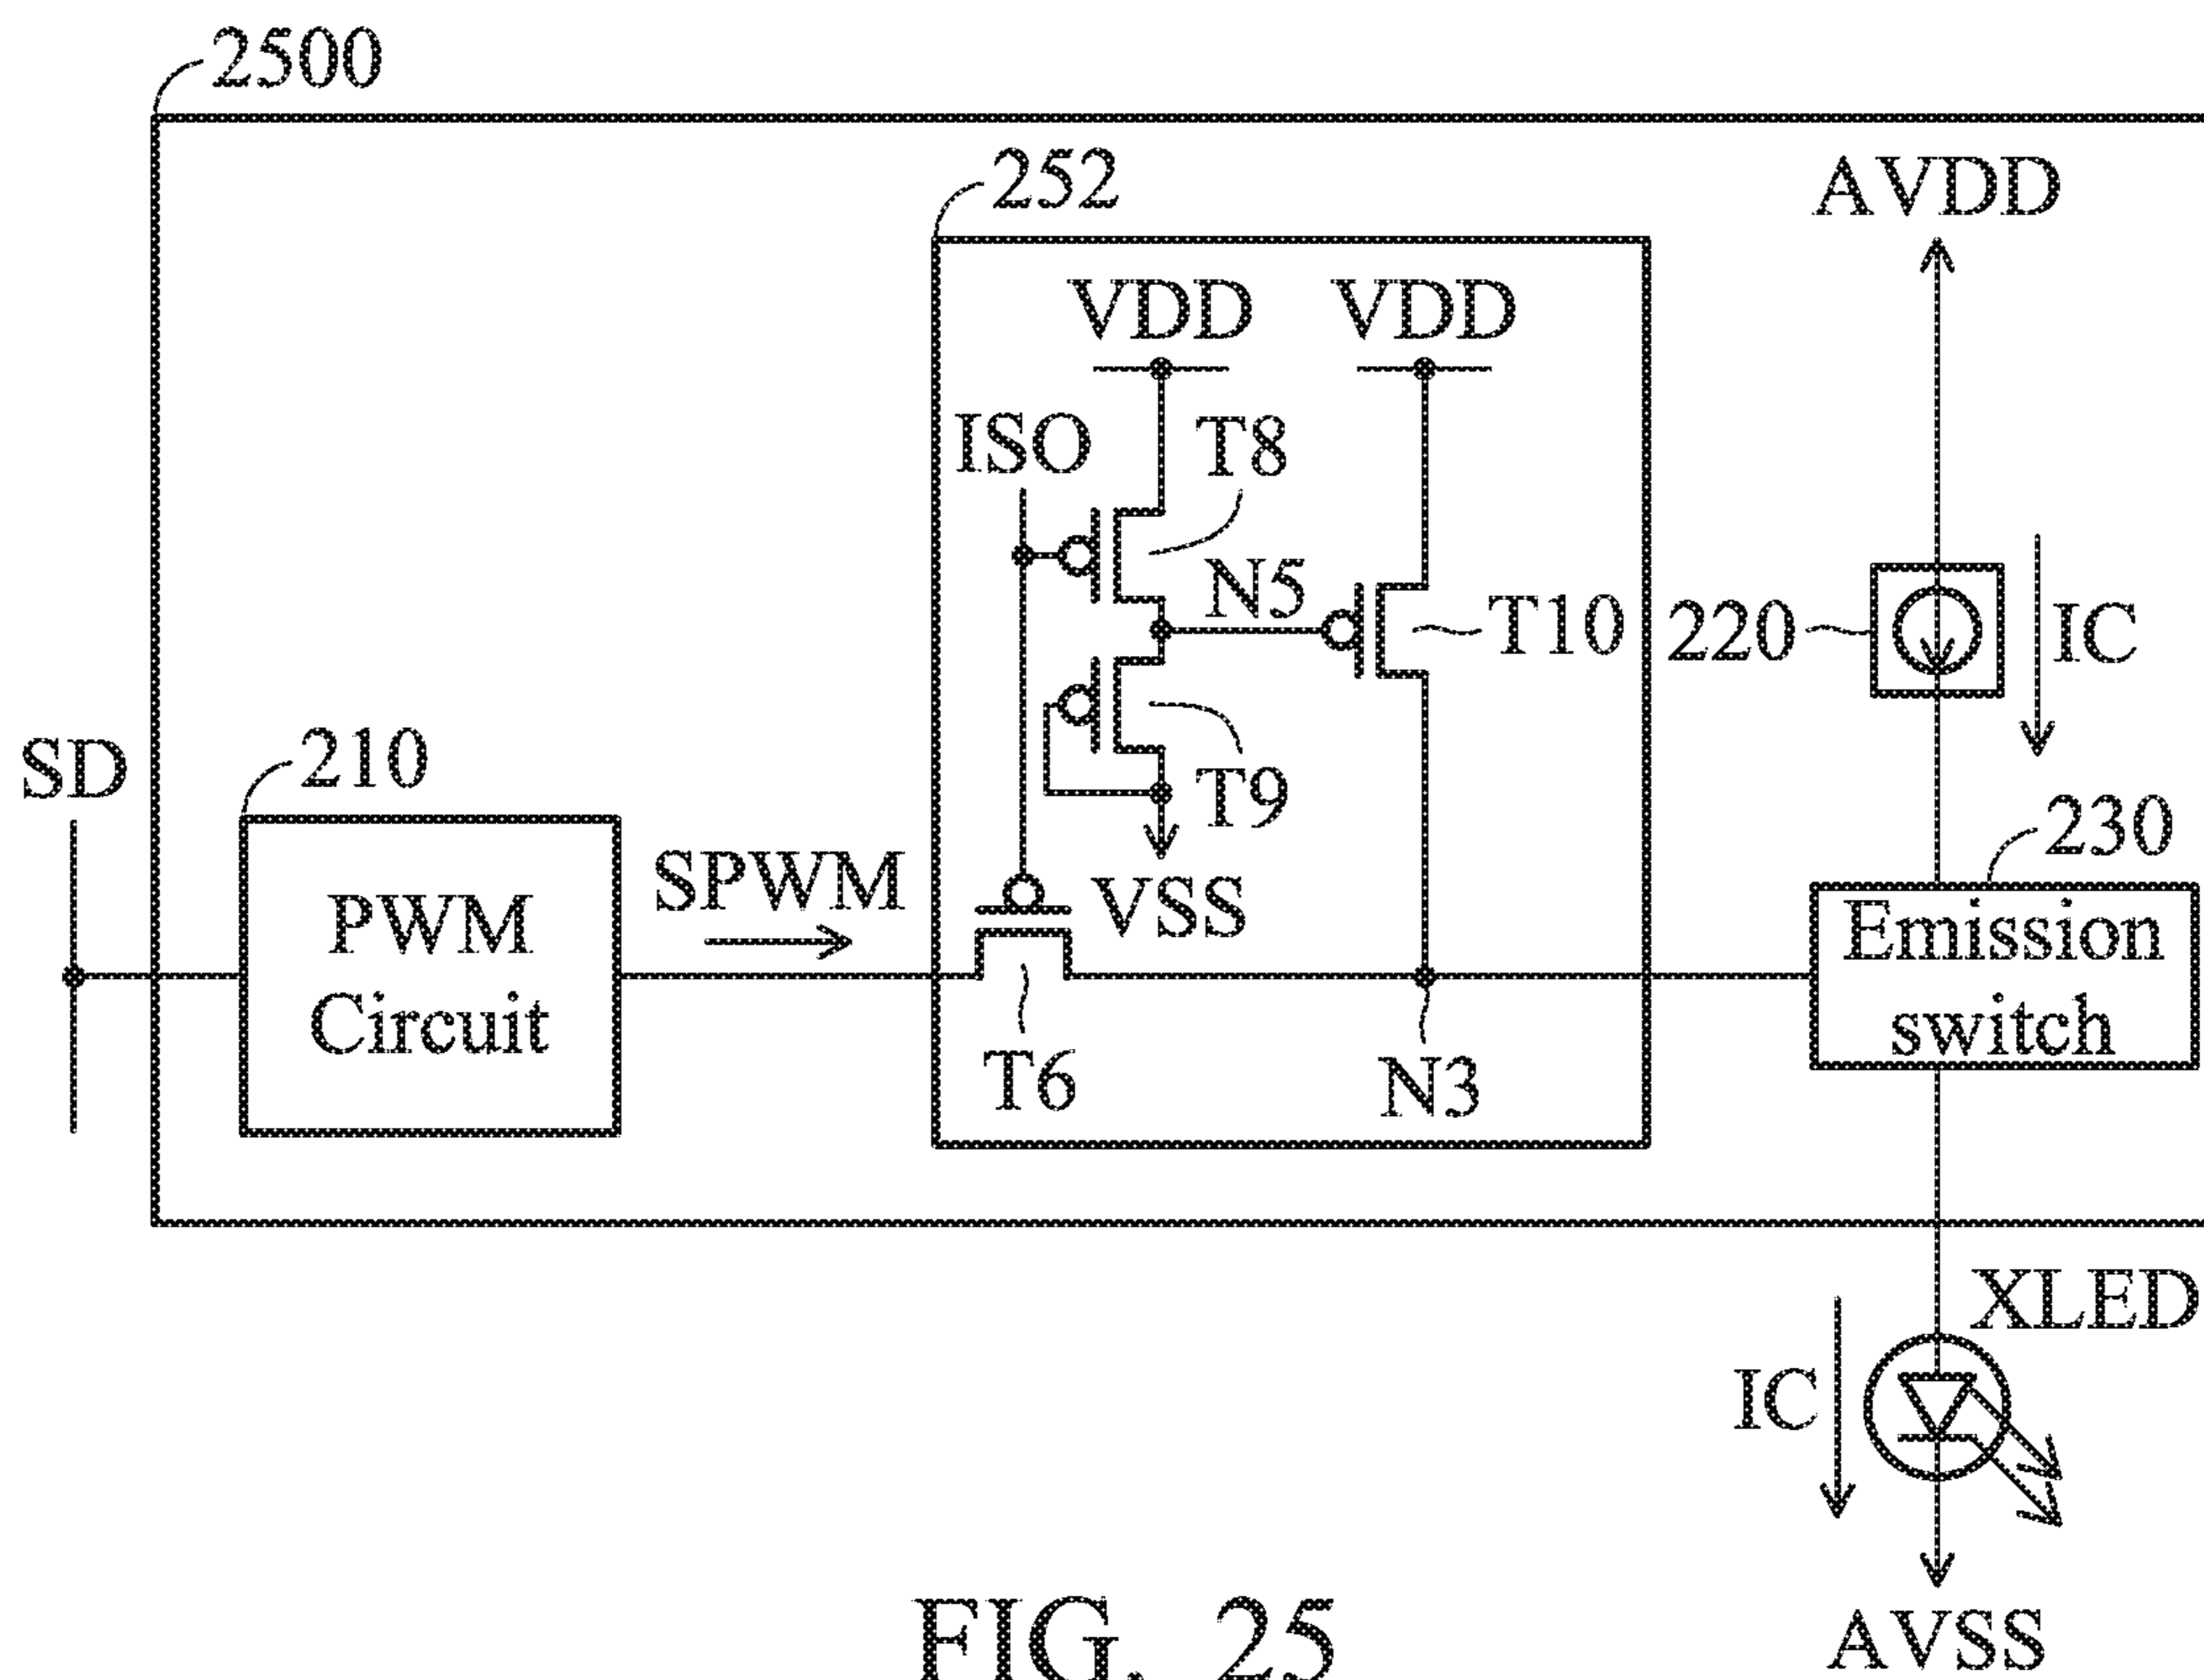 2500
252
AVDD
VDD VDD
ISO T8
N5
T10
220 IC
SD
210
T9
230
PWM
Circuit
SPWM
VSS
Emission
switch
T6
N3
XLED
IC
AVSS
FIG. 25